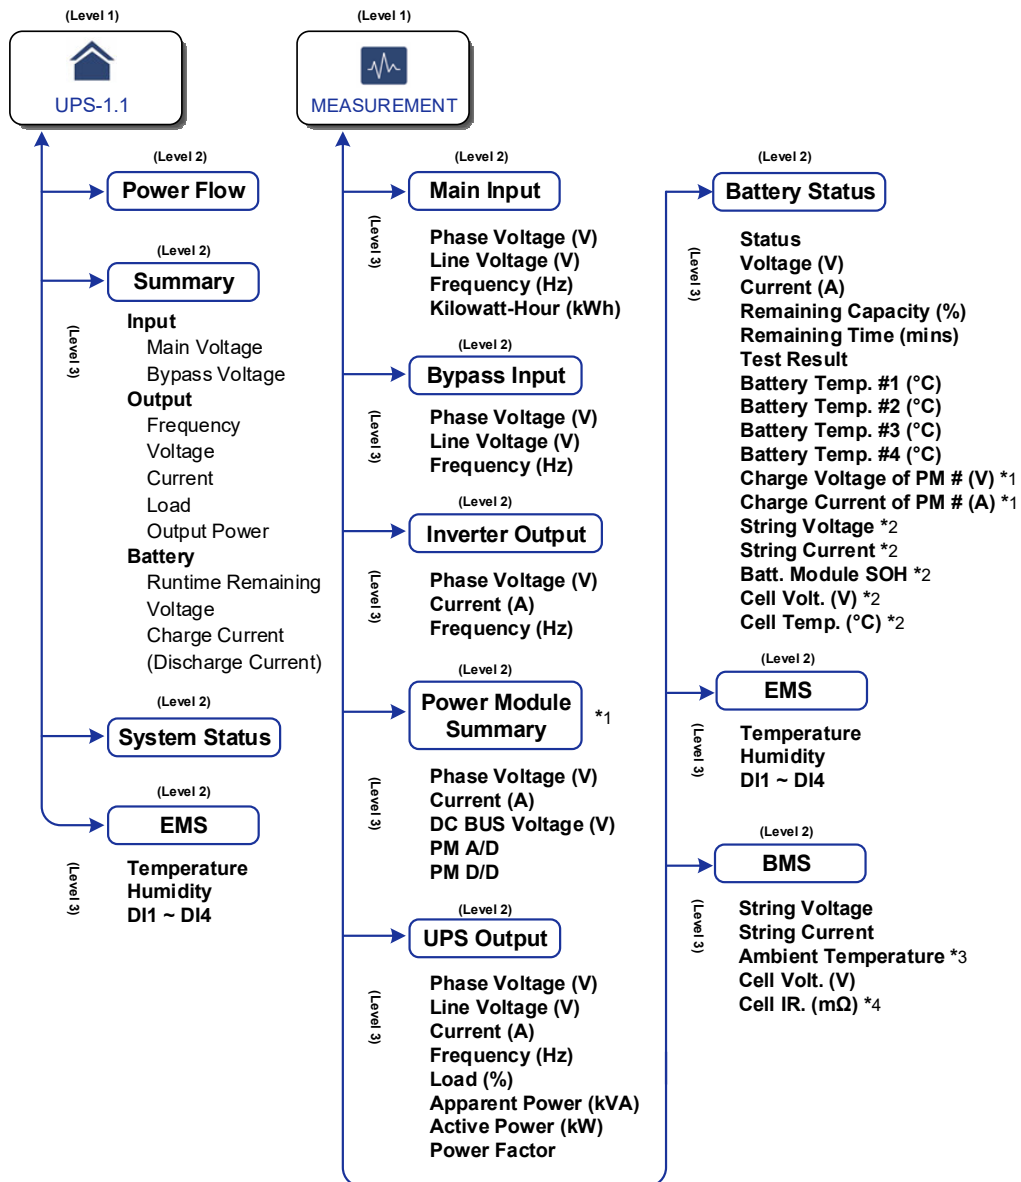 (Level 1)
UPS-1.1
(Level 2)
Power Flow
(Level 2)
Summary
(Level 3)
Input
Main Voltage
Bypass Voltage
Output
Frequency
Voltage
Current
Load
Output Power
Battery
Runtime Remaining
Voltage
Charge Current
(Discharge Current)
(Level 2)
System Status
(Level 2)
EMS
(Level 3)
Temperature
Humidity
DI1 ~ DI4
(Level 1)
MEASUREMENT
(Level 2)
Main Input
(Level 3)
Phase Voltage (V)
Line Voltage (V)
Frequency (Hz)
Kilowatt-Hour (kWh)
(Level 2)
Bypass Input
(Level 3)
Phase Voltage (V)
Line Voltage (V)
Frequency (Hz)
(Level 2)
Inverter Output
(Level 3)
Phase Voltage (V)
Current (A)
Frequency (Hz)
(Level 2)
Power Module
Summary *1
(Level 3)
Phase Voltage (V)
Current (A)
DC BUS Voltage (V)
PM A/D
PM D/D
(Level 2)
UPS Output
(Level 3)
Phase Voltage (V)
Line Voltage (V)
Current (A)
Frequency (Hz)
Load (%)
Apparent Power (kVA)
Active Power (kW)
Power Factor
(Level 2)
Battery Status
(Level 3)
Status
Voltage (V)
Current (A)
Remaining Capacity (%)
Remaining Time (mins)
Test Result
Battery Temp. #1 (°C)
Battery Temp. #2 (°C)
Battery Temp. #3 (°C)
Battery Temp. #4 (°C)
Charge Voltage of PM # (V) *1
Charge Current of PM # (A) *1
String Voltage *2
String Current *2
Batt. Module SOH *2
Cell Volt. (V) *2
Cell Temp. (°C) *2
(Level 2)
EMS
(Level 3)
Temperature
Humidity
DI1 ~ DI4
(Level 2)
BMS
(Level 3)
String Voltage
String Current
Ambient Temperature *3
Cell Volt. (V)
Cell IR. (mΩ) *4